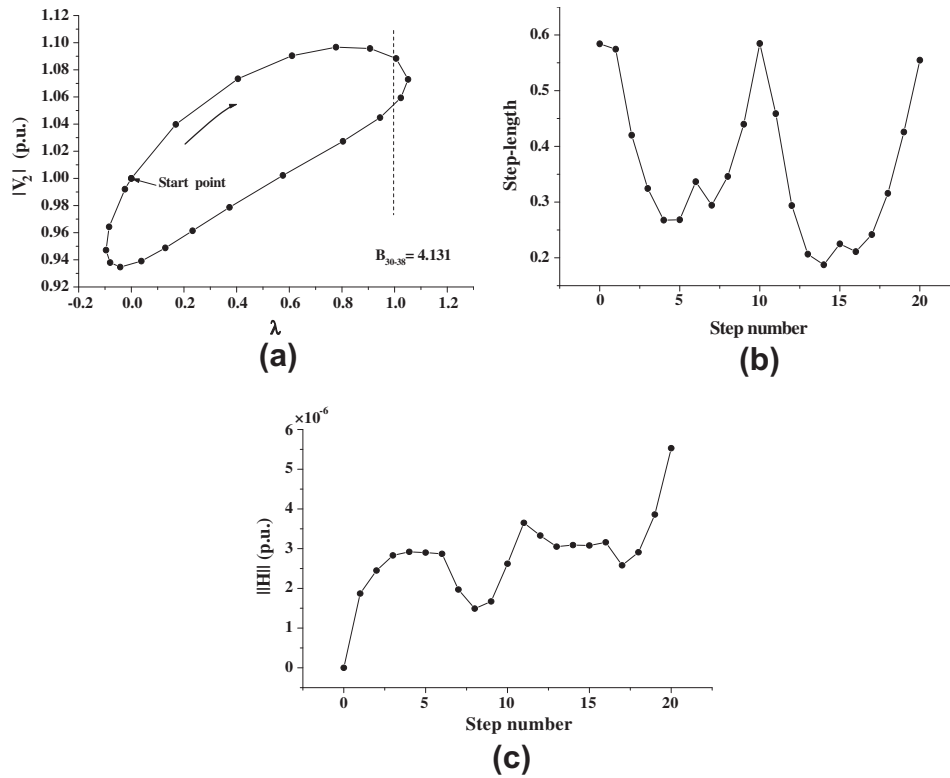 1.12
1.10
1.08
1.06
1.04
1.02
1.00
0.98
0.96
0.94
0.92
|V2| (p.u.)
Start point
B30-38= 4.131
-0.2 0.0 0.2 0.4 0.6 0.8 1.0 1.2
λ
(a)
0.6
0.5
0.4
0.3
0.2
Step-length
0 5 10 15 20
Step number
(b)
×10-6
6
5
4
3
2
1
0
||H|| (p.u.)
0 5 10 15 20
Step number
(c)